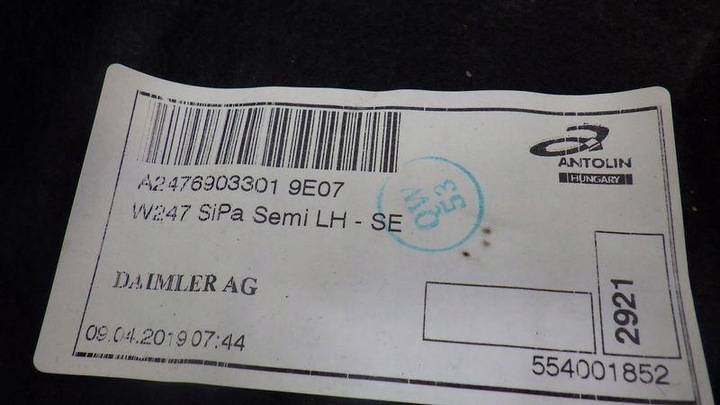 A2476903301 9E07
W247 SiPa Semi LH - SE
MQ
53
ANTOLIN
HUNGARY
DAIMLER AG
2921
09.04.2019 07:44
554001852